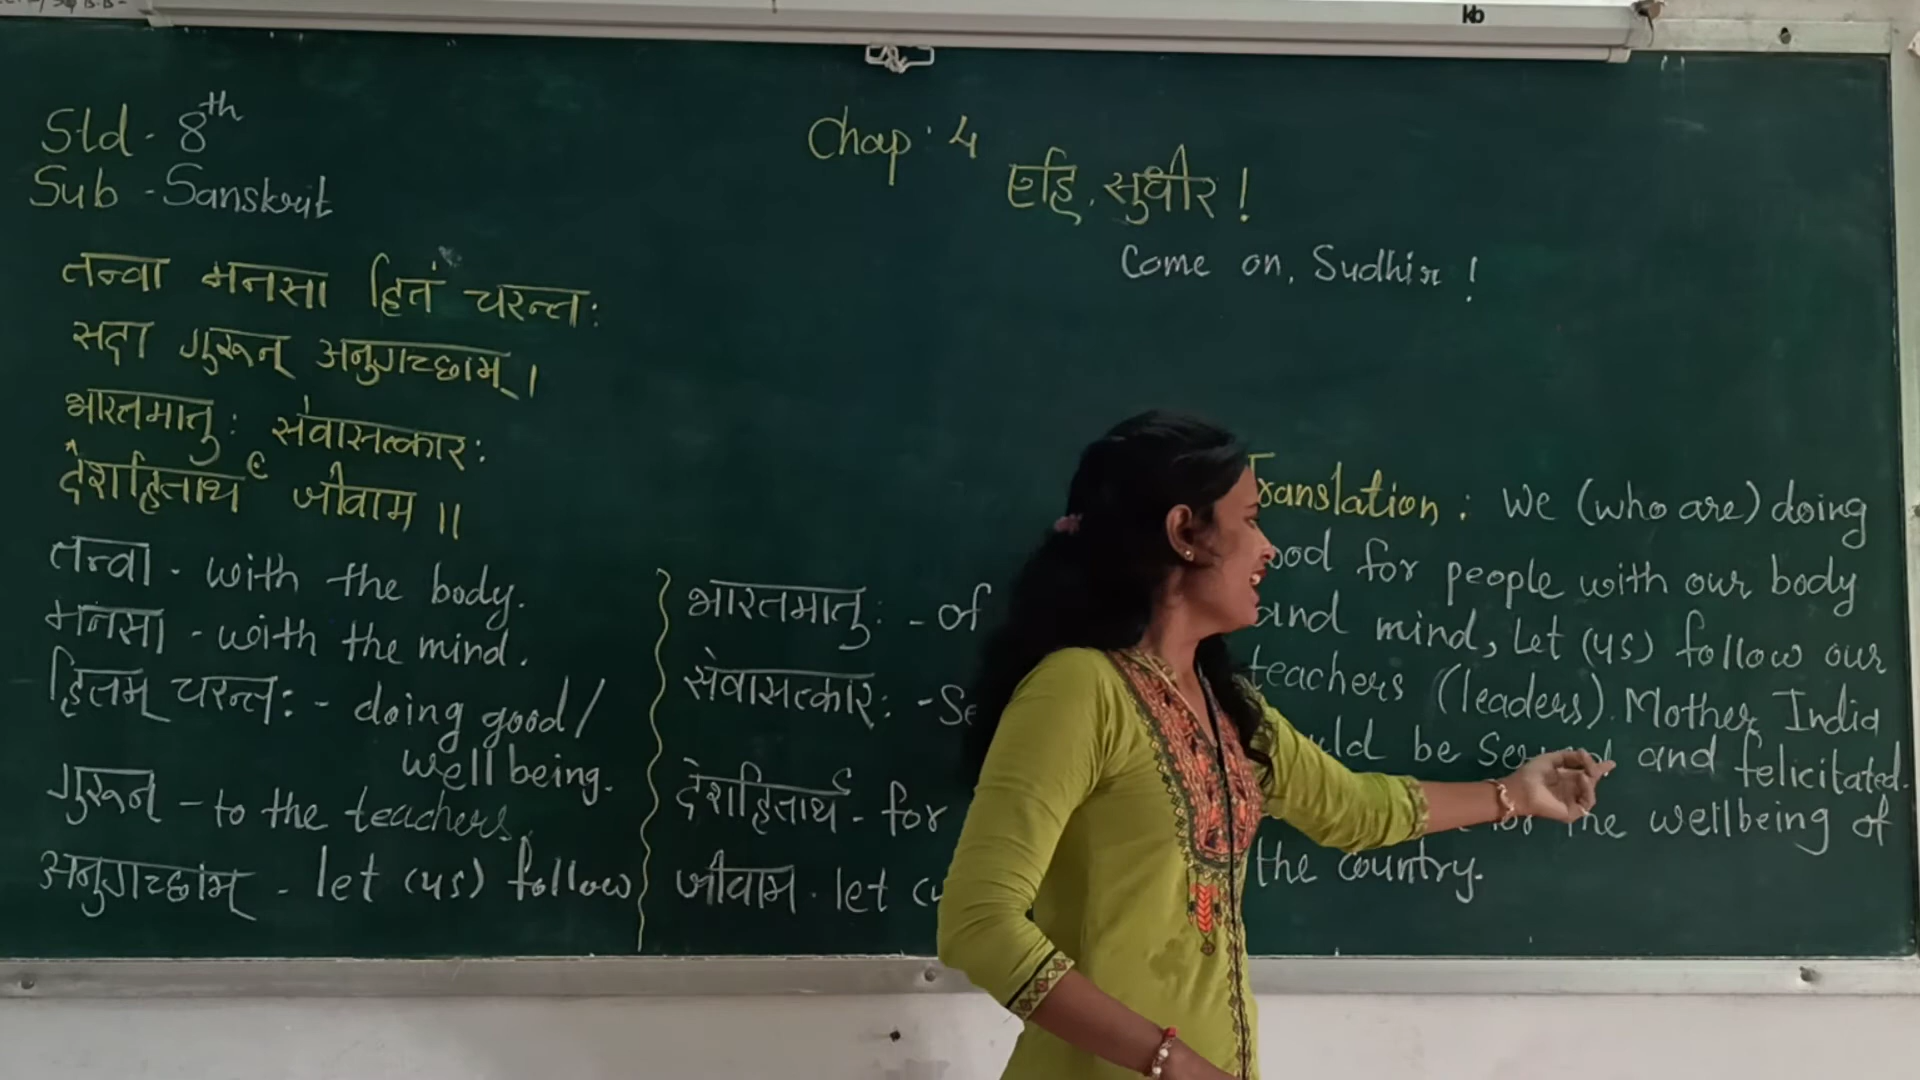 Std - 8th
Sub - Sanskrit
Chap : 4
एहि, सुधीर !
Come on, Sudhir !
तन्वा मनसा हितं चरन्तः
सदा गुरून् अनुगच्छाम् ।
भारतमातुः सेवासत्कारः
देशहितार्थं जीवाम ॥
तन्वा - with the body.
मनसा - with the mind.
हितम् चरन्तः - doing good/
well being.
गुरून् - to the teachers.
अनुगच्छाम् - let (us) follow
भारतमातुः - of
सेवासत्कारः - Se
देशहितार्थ - for
जीवाम - let (u
Translation : We (who are) doing
good for people with our body
and mind, Let (us) follow our
teachers (leaders). Mother India
be and felicitated.
for the wellbeing of
the country.
kb